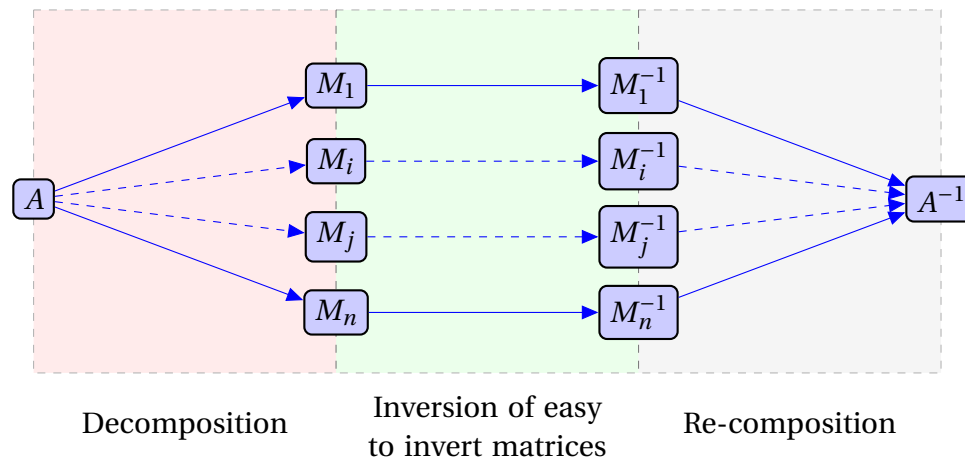 M₁ M₁⁻¹
Mᵢ Mᵢ⁻¹
A A⁻¹
Mⱼ Mⱼ⁻¹
Mₙ Mₙ⁻¹
Decomposition
Inversion of easy
to invert matrices
Re-composition